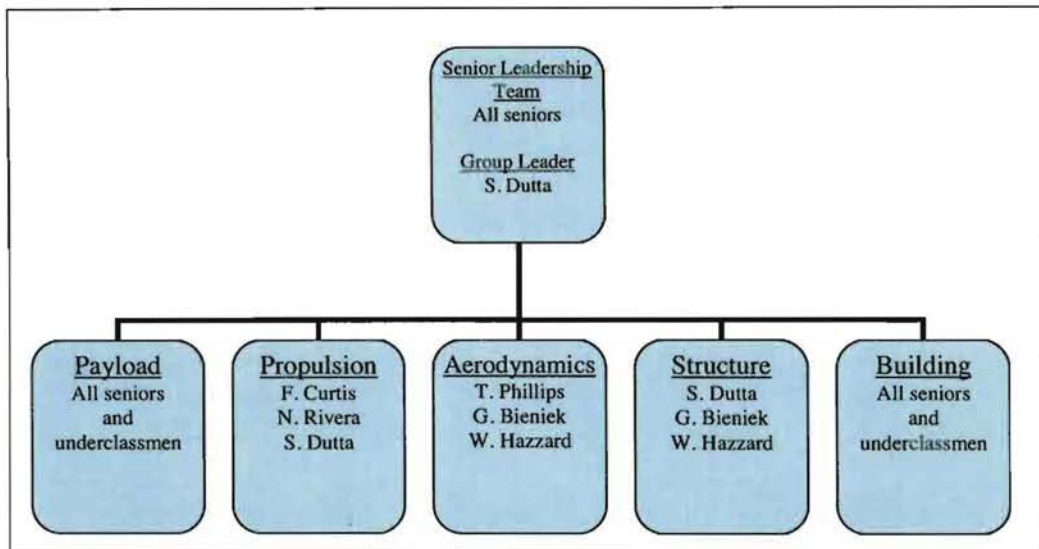 Senior Leadership
Team
All seniors
Group Leader
S. Dutta
Payload
All seniors
and
underclassmen
Propulsion
F. Curtis
N. Rivera
S. Dutta
Aerodynamics
T. Phillips
G. Bieniek
W. Hazzard
Structure
S. Dutta
G. Bieniek
W. Hazzard
Building
All seniors
and
underclassmen